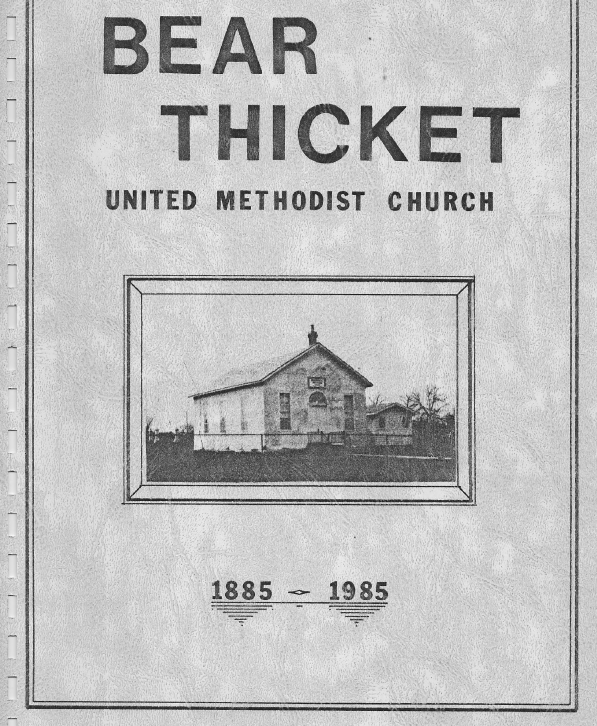 BEAR
THICKET
UNITED METHODIST CHURCH
1885 - 1985